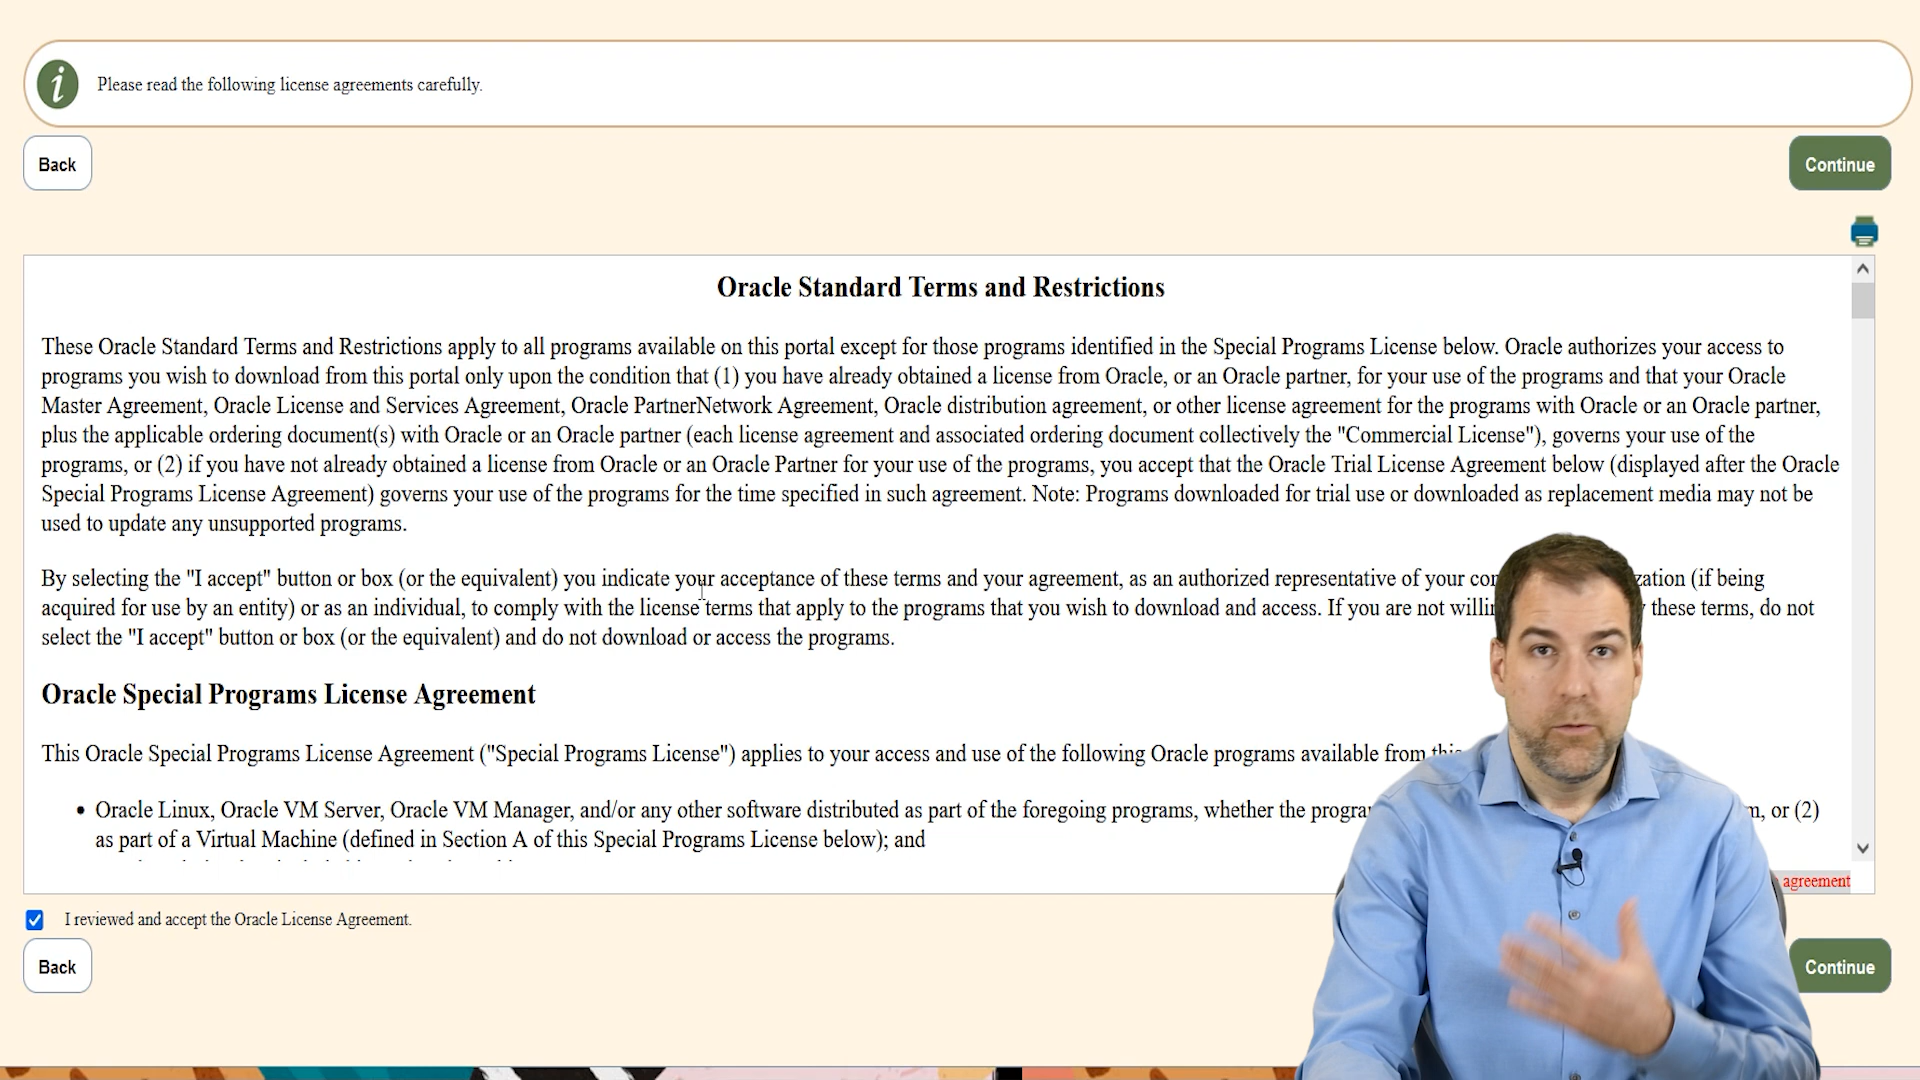 Please read the following license agreements carefully.
Back
Continue
Oracle Standard Terms and Restrictions
These Oracle Standard Terms and Restrictions apply to all programs available on this portal except for those programs identified in the Special Programs License below. Oracle authorizes your access to
programs you wish to download from this portal only upon the condition that (1) you have already obtained a license from Oracle, or an Oracle partner, for your use of the programs and that your Oracle
Master Agreement, Oracle License and Services Agreement, Oracle PartnerNetwork Agreement, Oracle distribution agreement, or other license agreement for the programs with Oracle or an Oracle partner,
plus the applicable ordering document(s) with Oracle or an Oracle partner (each license agreement and associated ordering document collectively the "Commercial License"), governs your use of the
programs, or (2) if you have not already obtained a license from Oracle or an Oracle Partner for your use of the programs, you accept that the Oracle Trial License Agreement below (displayed after the Oracle
Special Programs License Agreement) governs your use of the programs for the time specified in such agreement. Note: Programs downloaded for trial use or downloaded as replacement media may not be
used to update any unsupported programs.
By selecting the "I accept" button or box (or the equivalent) you indicate your acceptance of these terms and your agreement, as an authorized representative of your (if being
acquired for use by an entity) or as an individual, to comply with the license terms that apply to the programs that you wish to download and access. If you are not these terms, do not
select the "I accept" button or box (or the equivalent) and do not download or access the programs.
Oracle Special Programs License Agreement
This Oracle Special Programs License Agreement ("Special Programs License") applies to your access and use of the following Oracle programs available from
• Oracle Linux, Oracle VM Server, Oracle VM Manager, and/or any other software distributed as part of the foregoing programs, whether the or (2)
as part of a Virtual Machine (defined in Section A of this Special Programs License below); and
agreement
I reviewed and accept the Oracle License Agreement.
Back
Continue